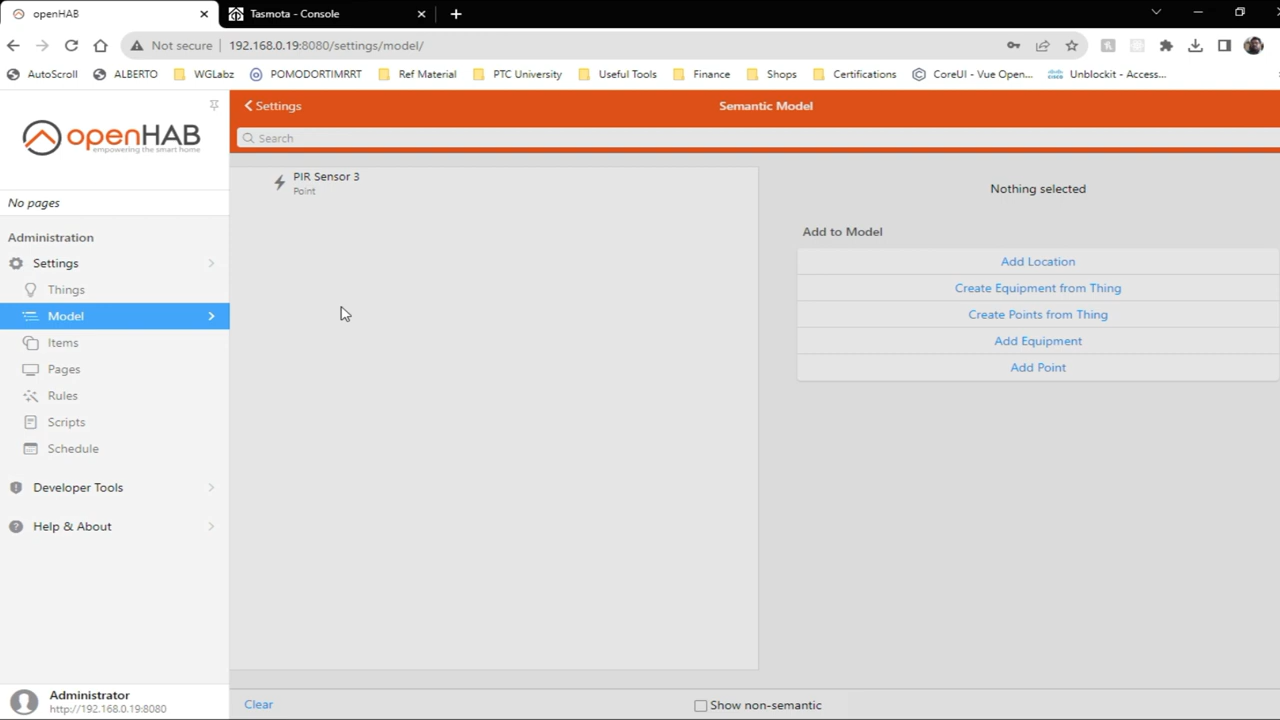 openHAB
Tasmota - Console
Not secure
192.168.0.19:8080/settings/model/
AutoScroll
ALBERTO
WGLabz
POMODORTIMRRT
Ref Material
PTC University
Useful Tools
Finance
Shops
Certifications
CoreUI - Vue Open...
Unblockit - Access...
openHAB
empowering the smart home
No pages
Administration
Settings
Things
Model
Items
Pages
Rules
Scripts
Schedule
Developer Tools
Help & About
Administrator
http://192.168.0.19:8080
Settings
Semantic Model
Search
PIR Sensor 3
Point
Nothing selected
Add to Model
Add Location
Create Equipment from Thing
Create Points from Thing
Add Equipment
Add Point
Clear
Show non-semantic